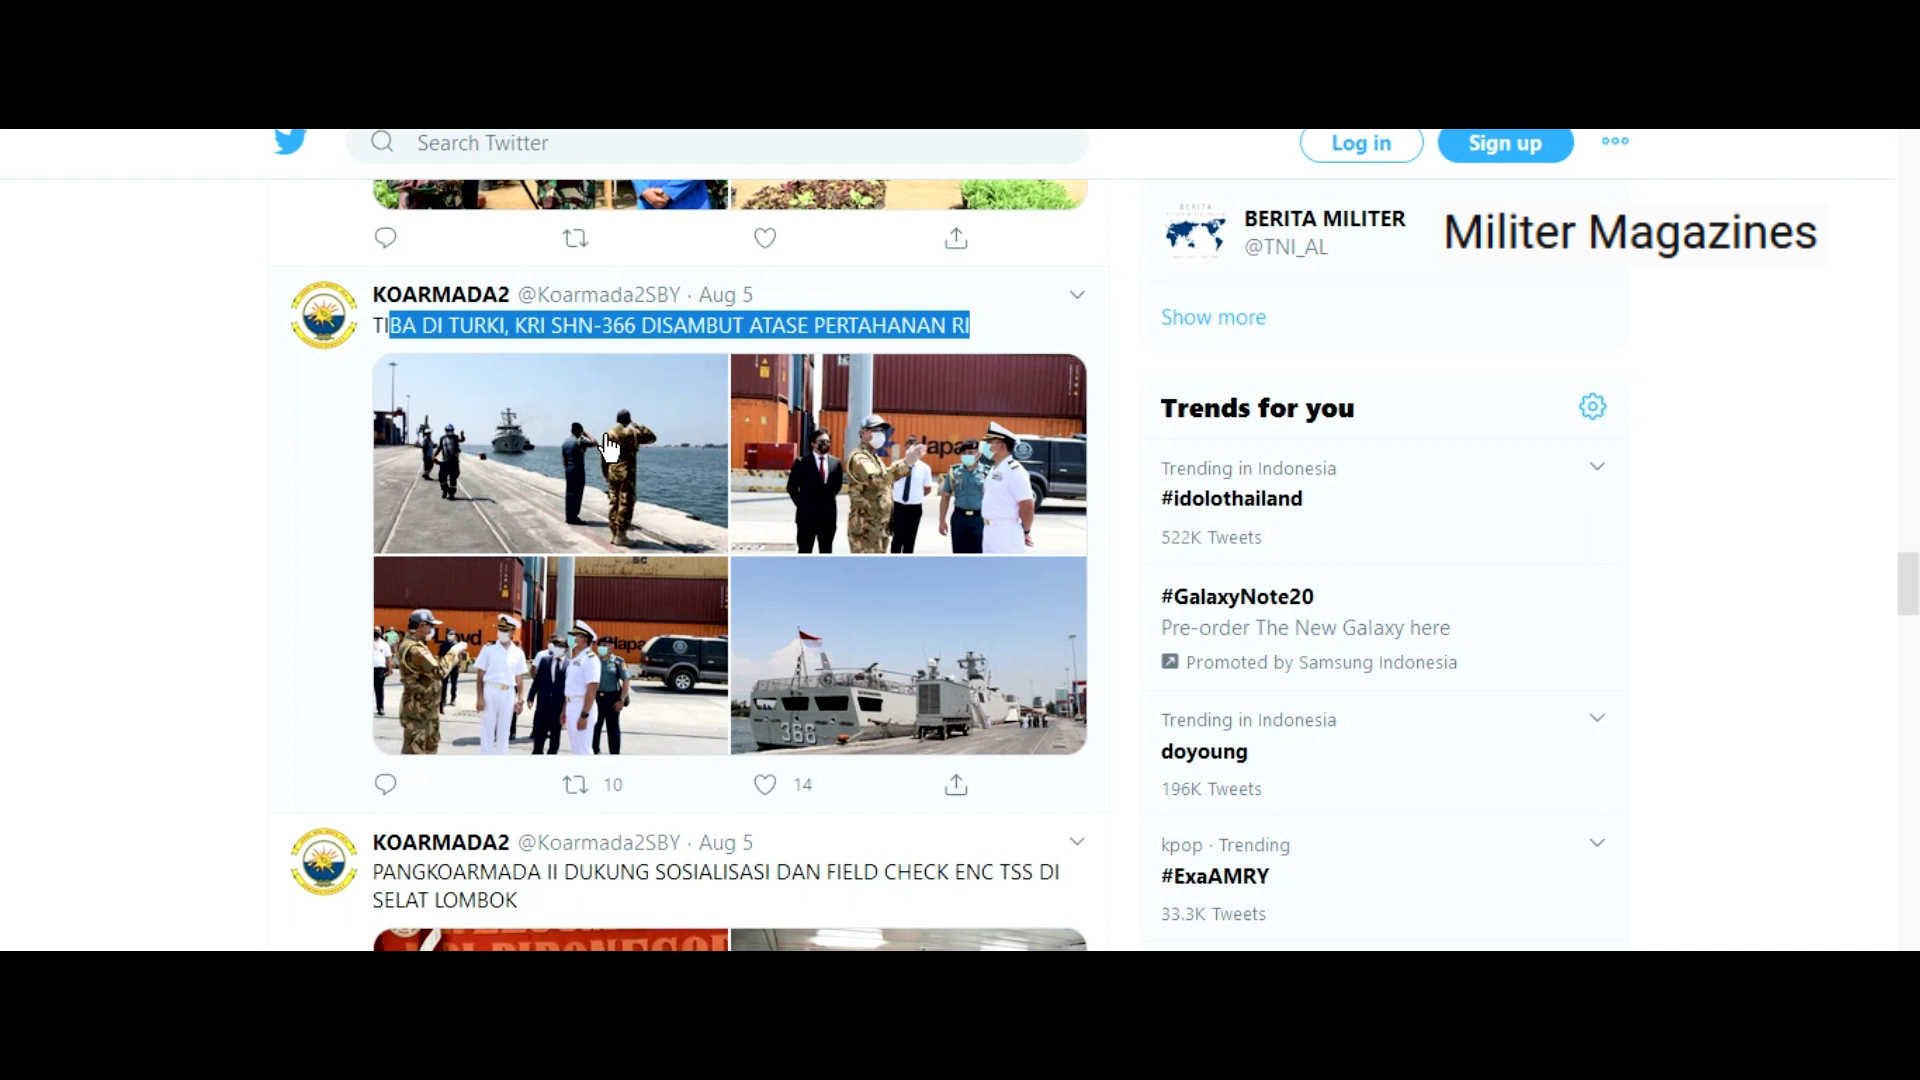 Search Twitter
Log in
Sign up
BERITA MILITER
@TNI_AL
Militer Magazines
Show more
KOARMADA2 @Koarmada2SBY · Aug 5
TIBA DI TURKI, KRI SHN-366 DISAMBUT ATASE PERTAHANAN RI
366
10
14
KOARMADA2 @Koarmada2SBY · Aug 5
PANGKOARMADA II DUKUNG SOSIALISASI DAN FIELD CHECK ENC TSS DI
SELAT LOMBOK
Trends for you
Trending in Indonesia
#idolothailand
522K Tweets
#GalaxyNote20
Pre-order The New Galaxy here
Promoted by Samsung Indonesia
Trending in Indonesia
doyoung
196K Tweets
kpop · Trending
#ExaAMRY
33.3K Tweets